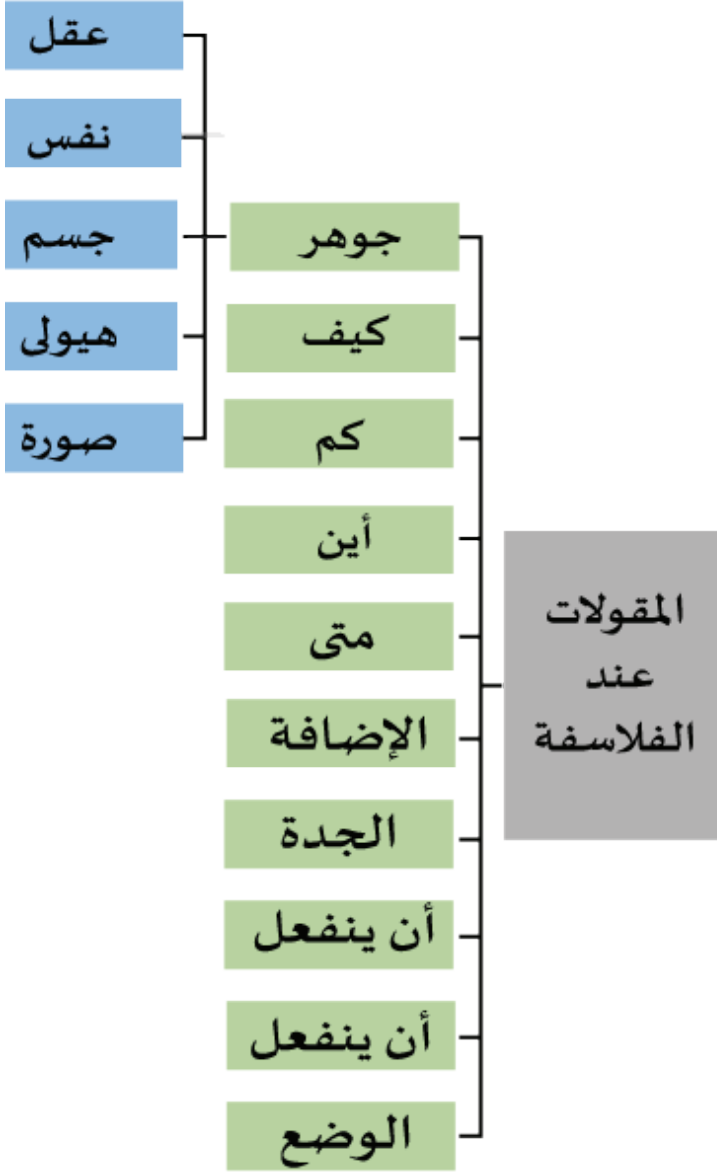 المقولات
عند
الفلاسفة
جوهر
كيف
كم
أين
متى
الإضافة
الجدة
أن ينفعل
أن ينفعل
الوضع
عقل
نفس
جسم
هيولى
صورة